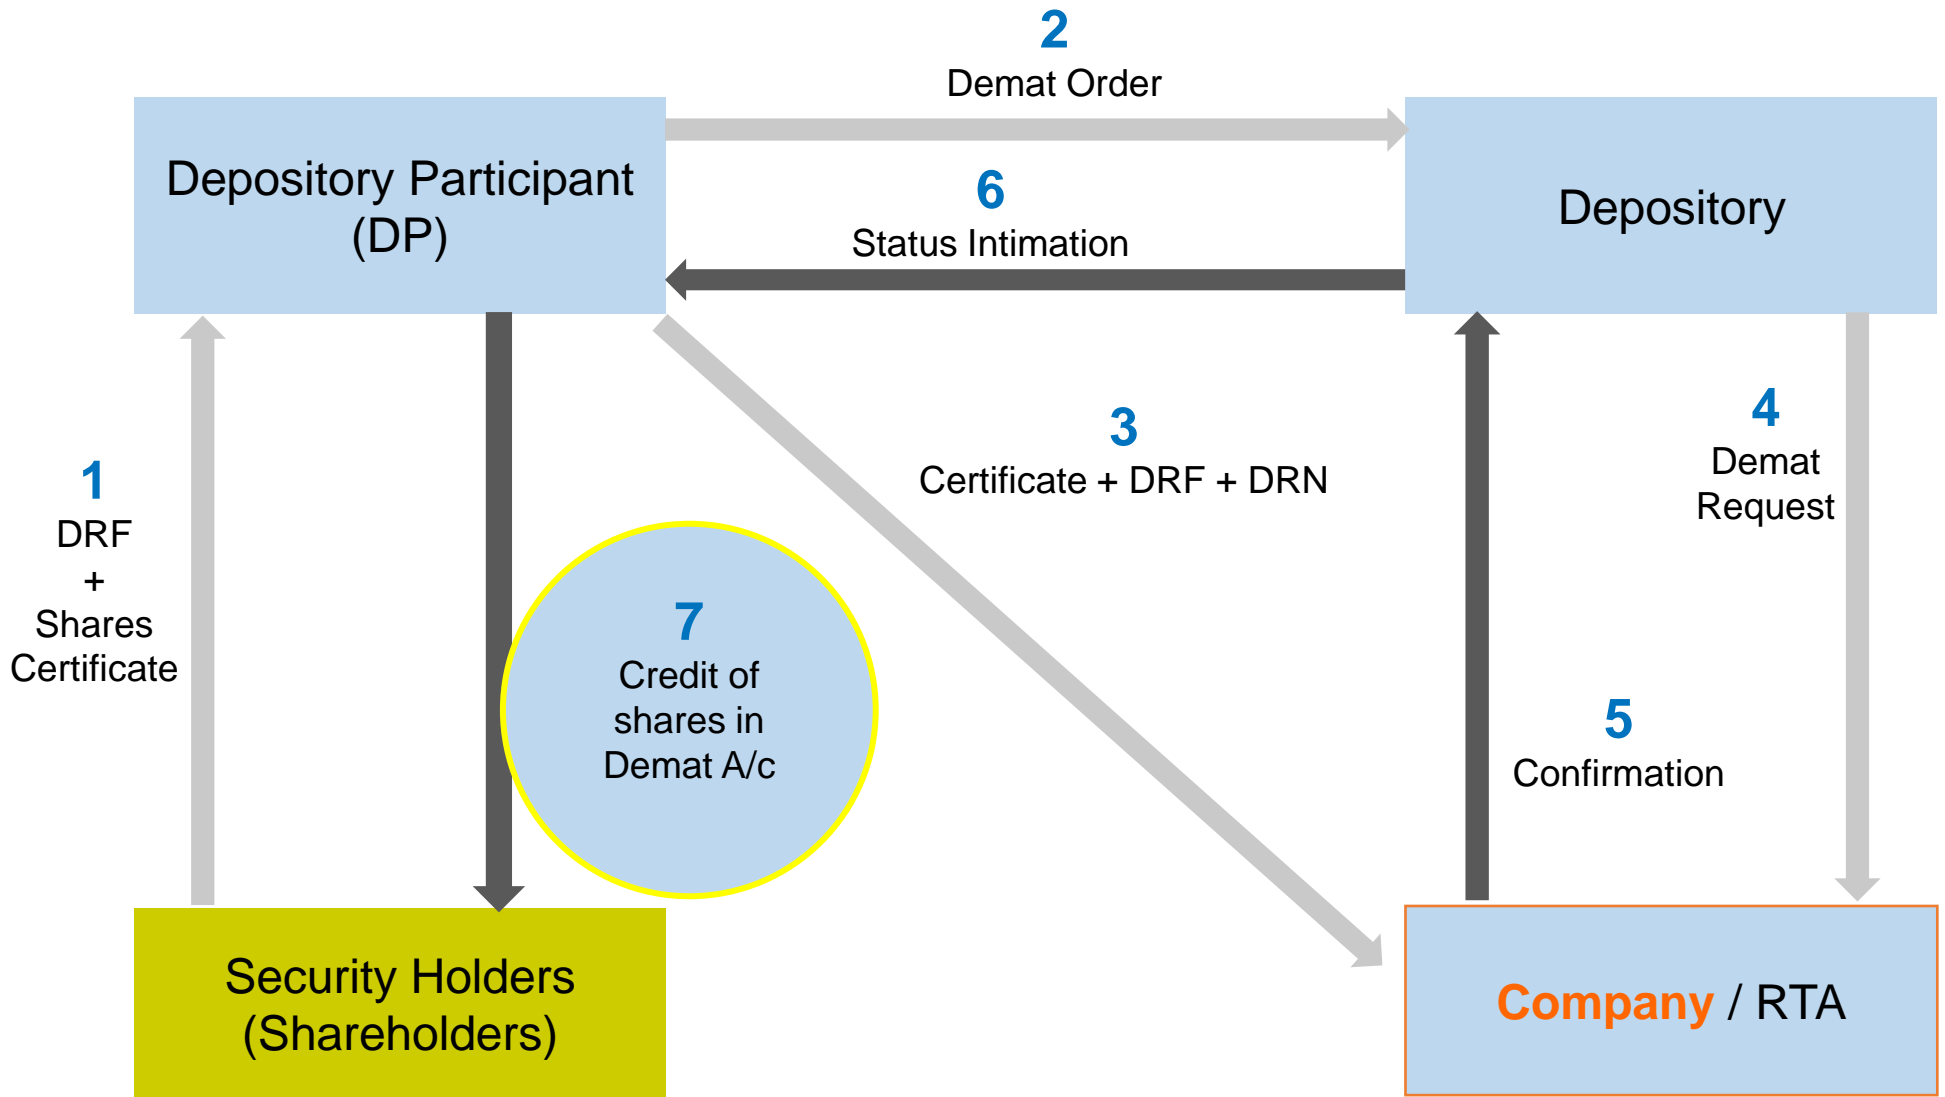 2
Demat Order
Depository Participant
(DP)
6
Status Intimation
Depository
1
DRF
+
Shares
Certificate
3
Certificate + DRF + DRN
4
Demat
Request
7
Credit of
shares in
Demat A/c
5
Confirmation
Security Holders
(Shareholders)
Company / RTA